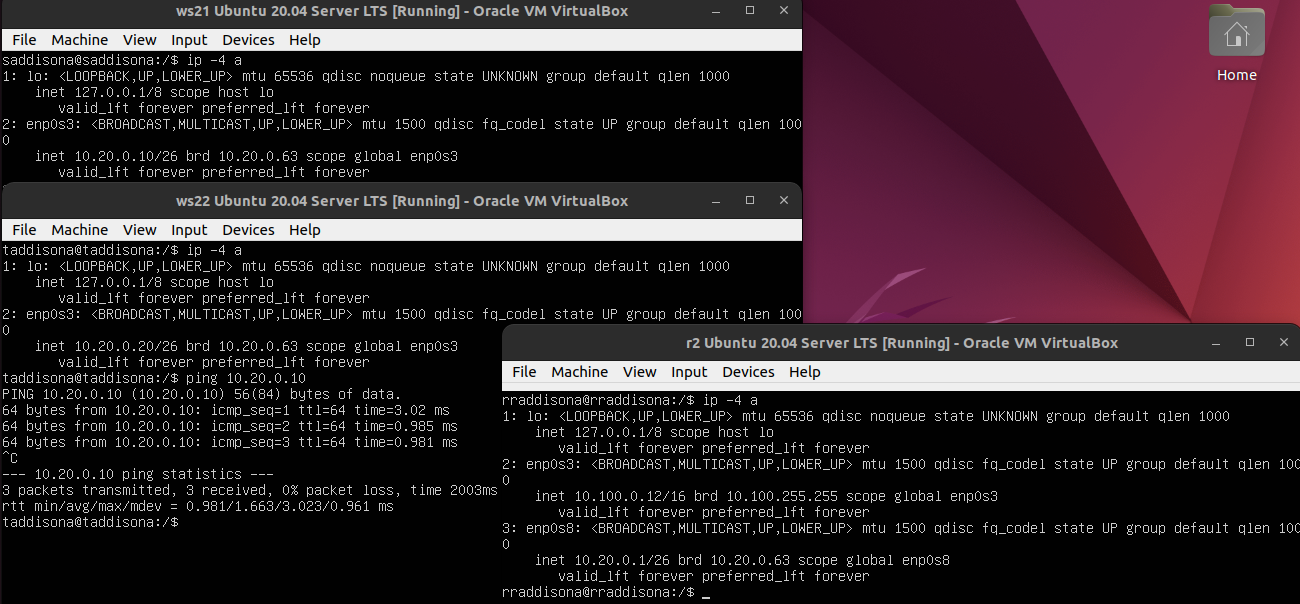 ws21 Ubuntu 20.04 Server LTS [Running] - Oracle VM VirtualBox
File Machine View Input Devices Help
saddisona@saddisona:/$ ip -4 a
1: lo: <LOOPBACK,UP,LOWER_UP> mtu 65536 qdisc noqueue state UNKNOWN group default qlen 1000
inet 127.0.0.1/8 scope host lo
valid_lft forever preferred_lft forever
2: enp0s3: <BROADCAST,MULTICAST,UP,LOWER_UP> mtu 1500 qdisc fq_codel state UP group default qlen 100
0
inet 10.20.0.10/26 brd 10.20.0.63 scope global enp0s3
valid_lft forever preferred_lft forever
Home
ws22 Ubuntu 20.04 Server LTS [Running] - Oracle VM VirtualBox
File Machine View Input Devices Help
taddisona@taddisona:/$ ip -4 a
1: lo: <LOOPBACK,UP,LOWER_UP> mtu 65536 qdisc noqueue state UNKNOWN group default qlen 1000
inet 127.0.0.1/8 scope host lo
valid_lft forever preferred_lft forever
2: enp0s3: <BROADCAST,MULTICAST,UP,LOWER_UP> mtu 1500 qdisc fq_codel state UP group default qlen 100
0
inet 10.20.0.20/26 brd 10.20.0.63 scope global enp0s3
valid_lft forever preferred_lft forever
taddisona@taddisona:/$ ping 10.20.0.10
PING 10.20.0.10 (10.20.0.10) 56(84) bytes of data.
64 bytes from 10.20.0.10: icmp_seq=1 ttl=64 time=3.02 ms
64 bytes from 10.20.0.10: icmp_seq=2 ttl=64 time=0.985 ms
64 bytes from 10.20.0.10: icmp_seq=3 ttl=64 time=0.981 ms
^C
--- 10.20.0.10 ping statistics ---
3 packets transmitted, 3 received, 0% packet loss, time 2003ms
rtt min/avg/max/mdev = 0.981/1.663/3.023/0.961 ms
taddisona@taddisona:/$
r2 Ubuntu 20.04 Server LTS [Running] - Oracle VM VirtualBox
File Machine View Input Devices Help
rraddisona@rraddisona:/$ ip -4 a
1: lo: <LOOPBACK,UP,LOWER_UP> mtu 65536 qdisc noqueue state UNKNOWN group default qlen 1000
inet 127.0.0.1/8 scope host lo
valid_lft forever preferred_lft forever
2: enp0s3: <BROADCAST,MULTICAST,UP,LOWER_UP> mtu 1500 qdisc fq_codel state UP group default qlen 100
0
inet 10.100.0.12/16 brd 10.100.255.255 scope global enp0s3
valid_lft forever preferred_lft forever
3: enp0s8: <BROADCAST,MULTICAST,UP,LOWER_UP> mtu 1500 qdisc fq_codel state UP group default qlen 100
0
inet 10.20.0.1/26 brd 10.20.0.63 scope global enp0s8
valid_lft forever preferred_lft forever
rraddisona@rraddisona:/$ _